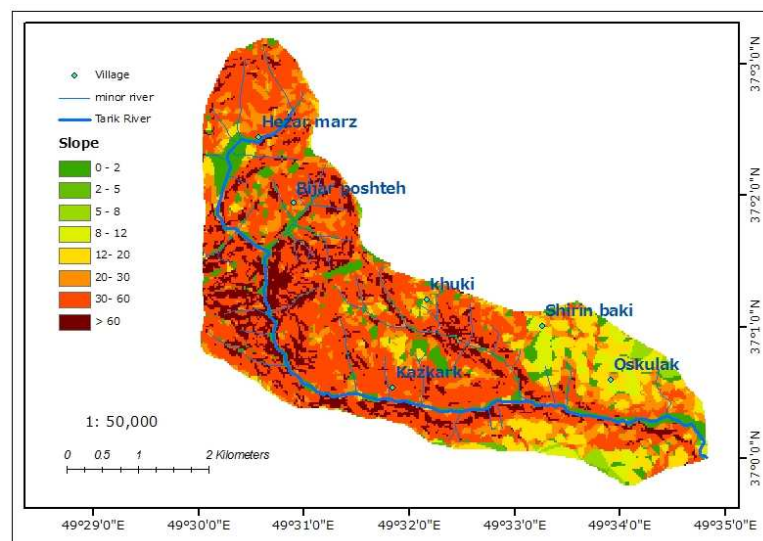 Village
minor river
Tarik River
Slope
0 - 2
2 - 5
5 - 8
8 - 12
12- 20
20- 30
30- 60
> 60
Hezar marz
Bijar poshteh
khuki
Shirin baki
Kazkark
Oskulak
1: 50,000
0 0.5 1 2 Kilometers
37°3'0"N
37°2'0"N
37°1'0"N
37°0'0"N
49°29'0"E 49°30'0"E 49°31'0"E 49°32'0"E 49°33'0"E 49°34'0"E 49°35'0"E